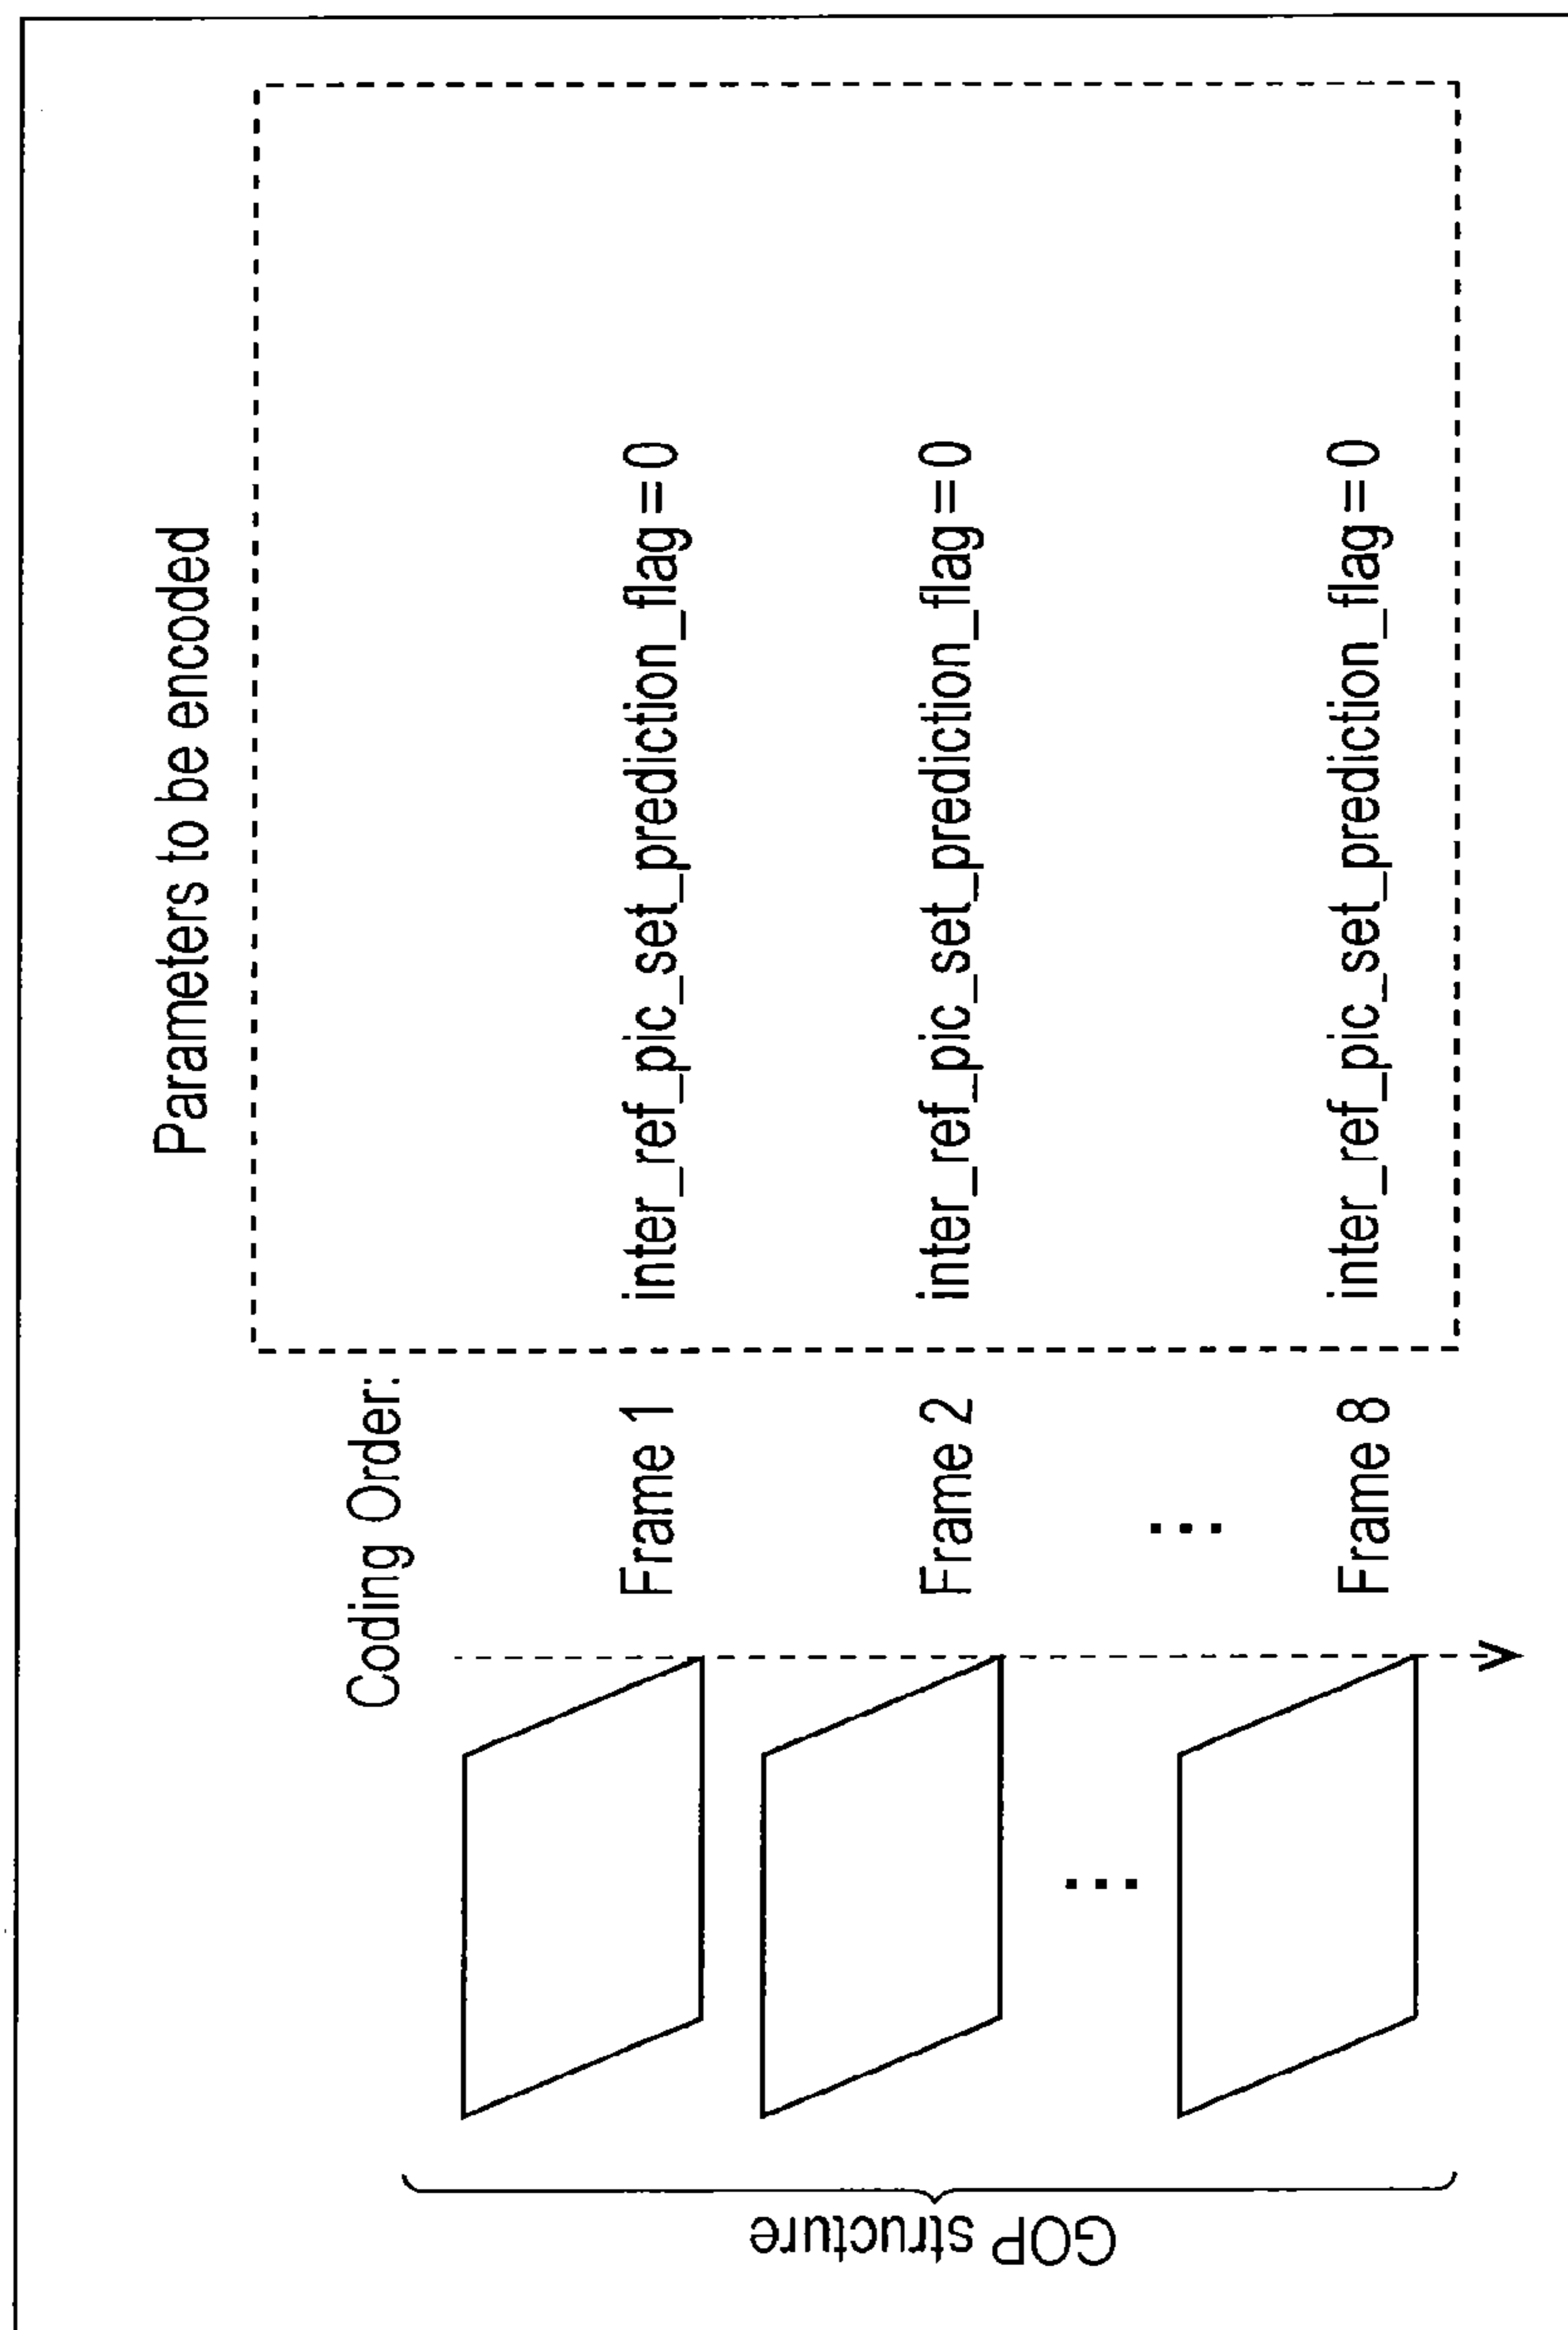 Parameters to be encoded
Coding Order:
Frame 1 inter_ref_pic_set_prediction_flag = 0
Frame 2 inter_ref_pic_set_prediction_flag = 0
...
...
Frame 8 inter_ref_pic_set_prediction_flag = 0
GOP structure